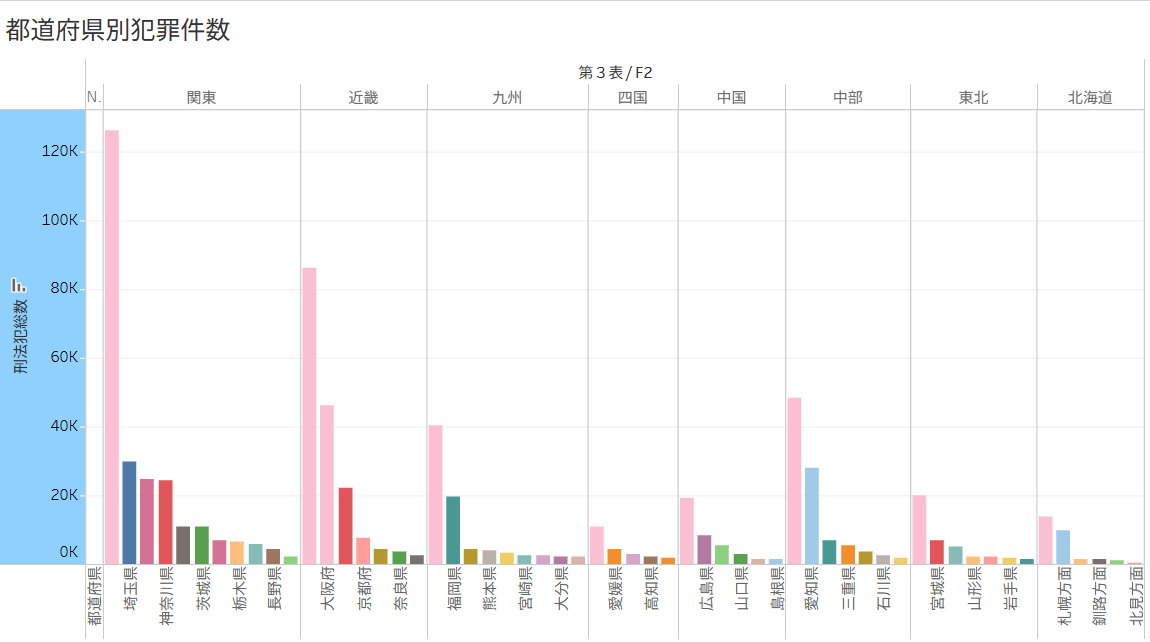 都道府県別犯罪件数
第３表 / F2
N.. 関東 近畿 九州 四国 中国 中部 東北 北海道
120K
100K
80K
60K
40K
20K
0K
刑法犯総数
都道府県 埼玉県 神奈川県 茨城県 栃木県 長野県 大阪府 京都府 奈良県 福岡県 熊本県 宮崎県 大分県 愛媛県 高知県 広島県 山口県 島根県 愛知県 三重県 石川県 宮城県 山形県 岩手県 札幌方面 釧路方面 北見方面